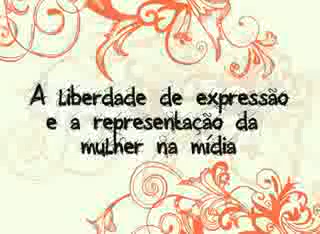 A liberdade de expressão
e a representação da
mulher na mídia